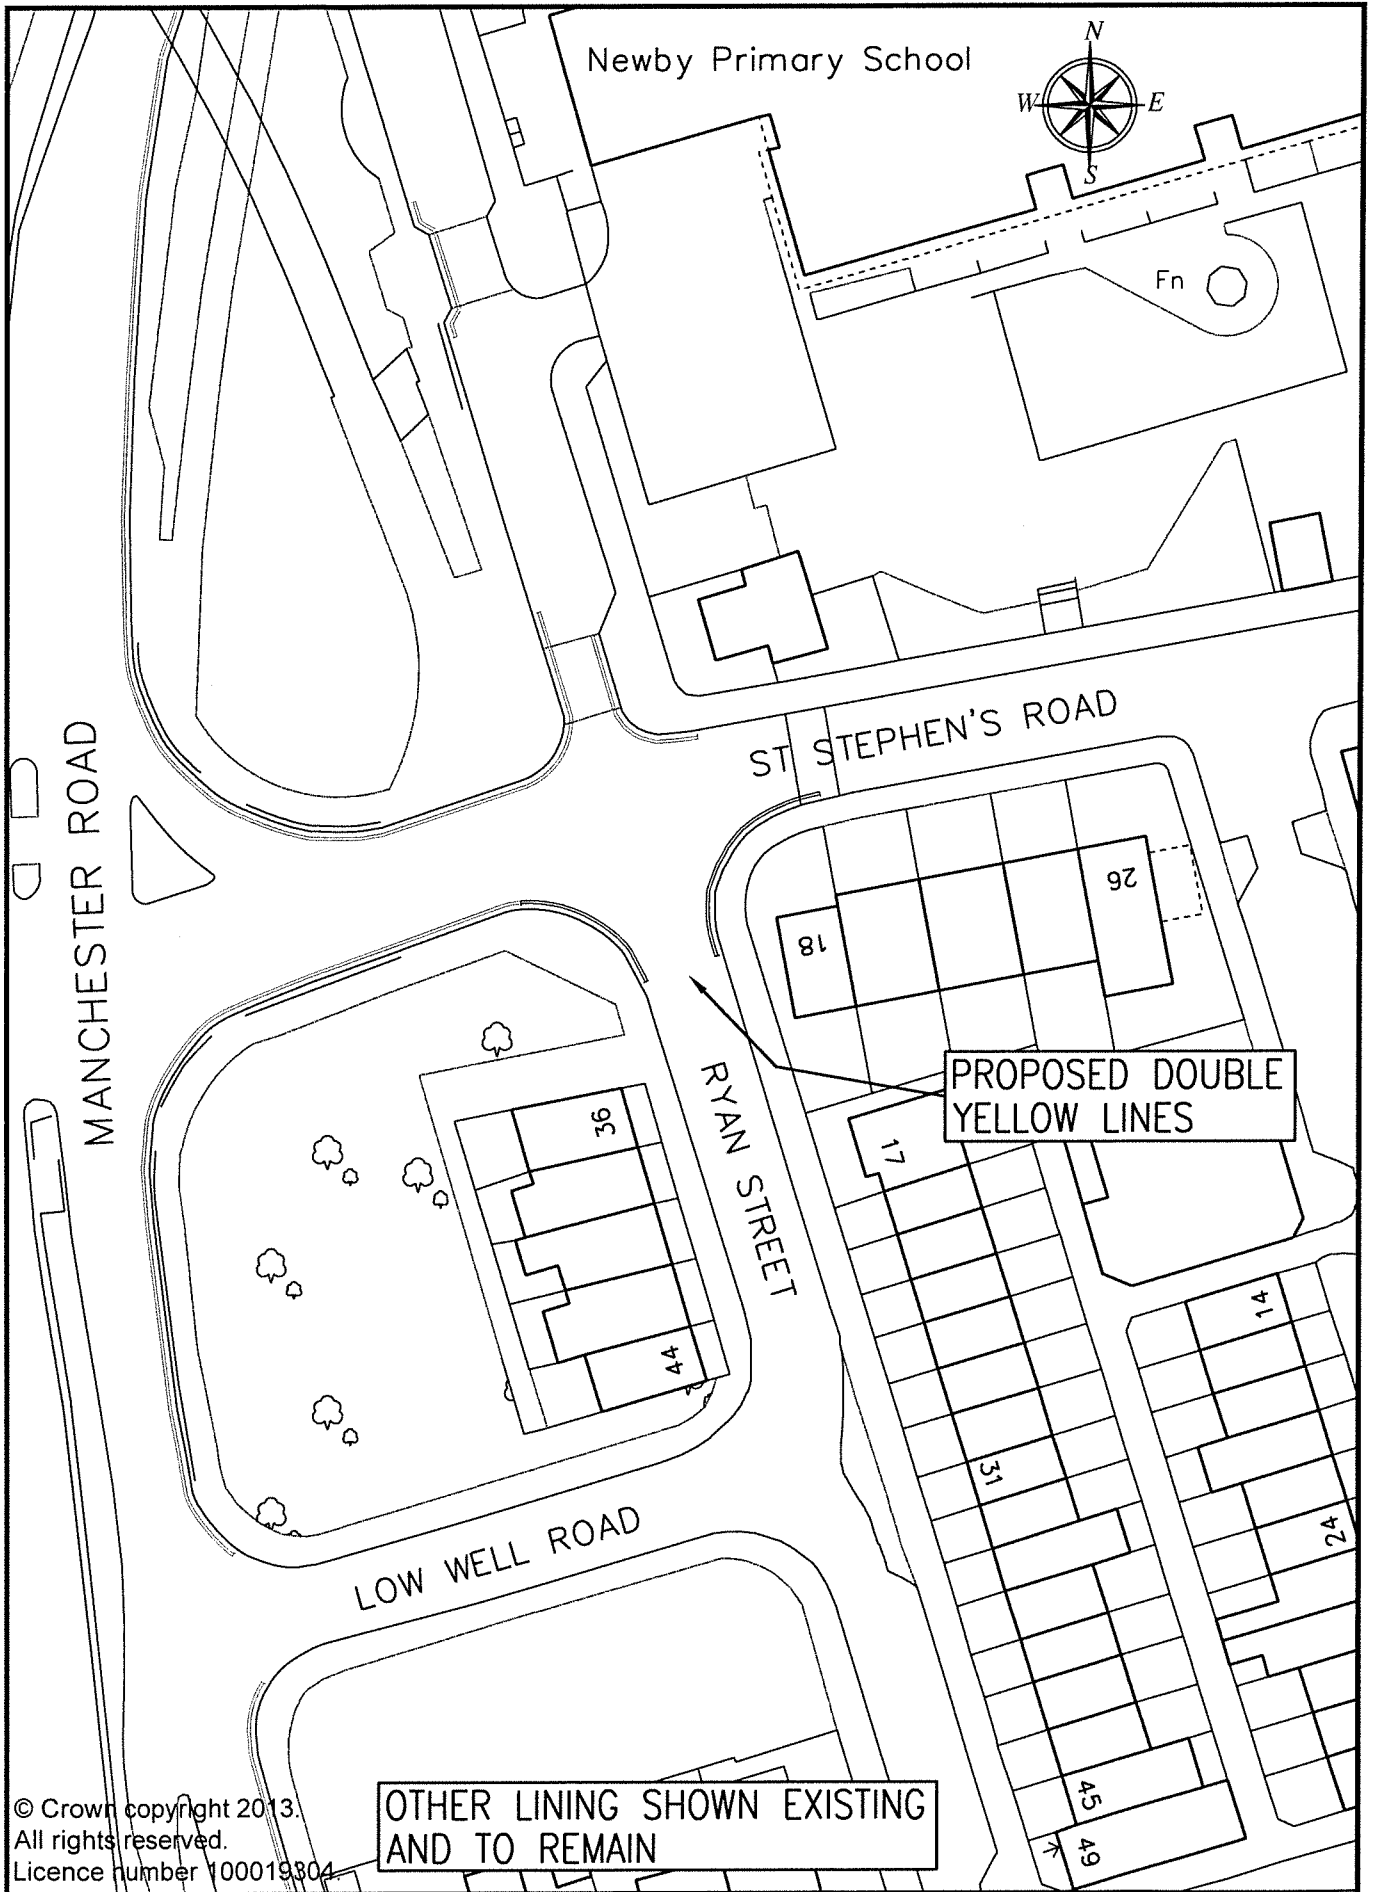 Newby Primary School
N
W
E
S
Fn
ST STEPHEN'S ROAD
MANCHESTER ROAD
26
18
PROPOSED DOUBLE
YELLOW LINES
RYAN STREET
36
17
14
44
31
24
LOW WELL ROAD
45
49
OTHER LINING SHOWN EXISTING
AND TO REMAIN
© Crown copyright 2013.
All rights reserved.
Licence number 100019304.